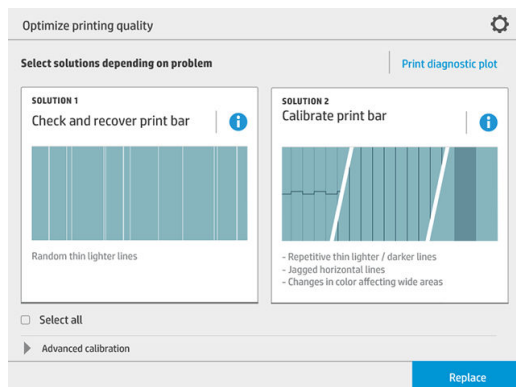 Optimize printing quality
Select solutions depending on problem
Print diagnostic plot
SOLUTION 1
Check and recover print bar
Random thin lighter lines
SOLUTION 2
Calibrate print bar
- Repetitive thin lighter / darker lines
- Jagged horizontal lines
- Changes in color affecting wide areas
Select all
Advanced calibration
Replace